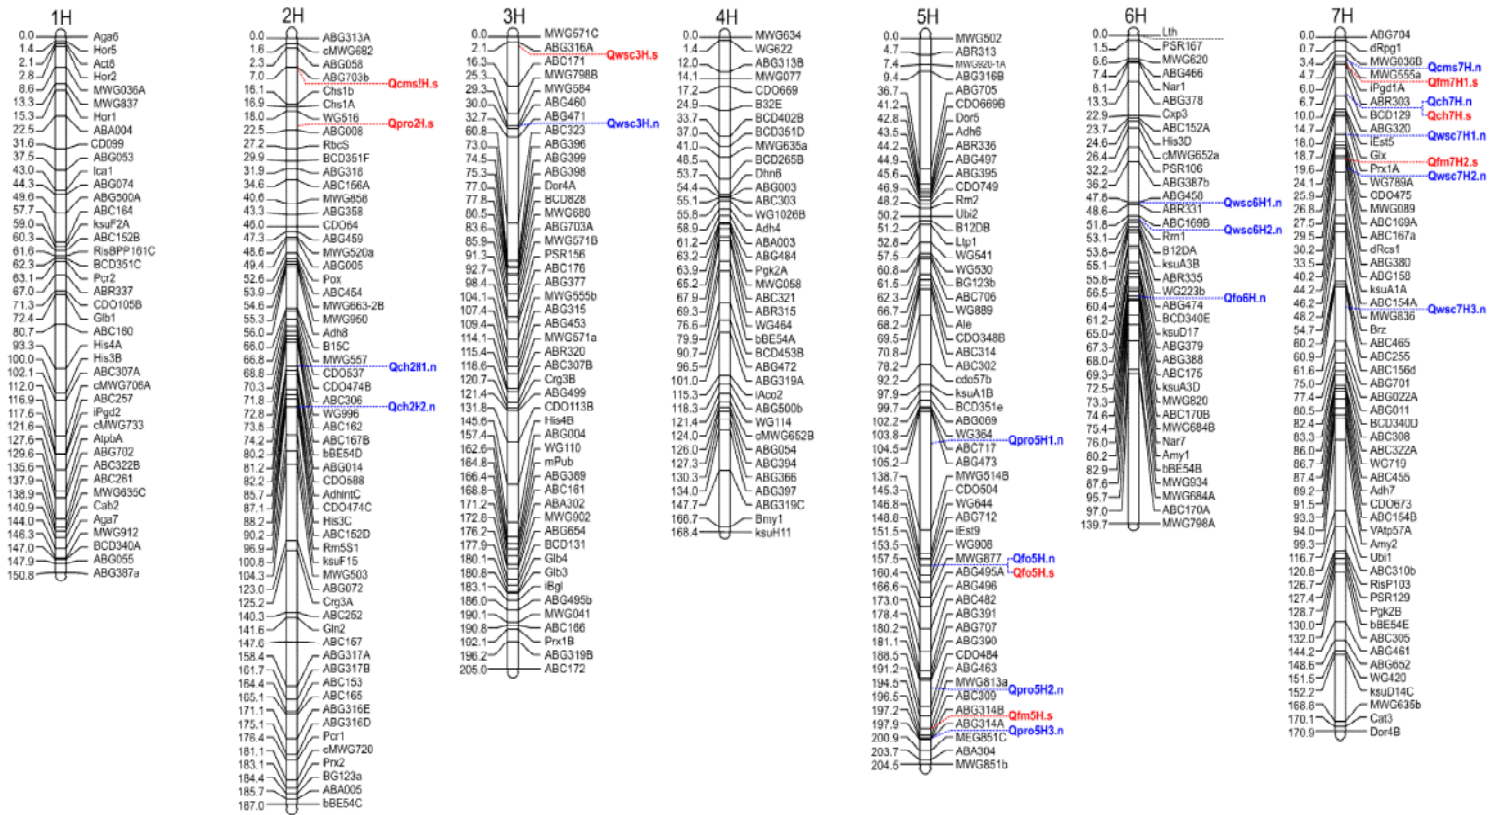 1H
0.0 Aga6
1.4 Hor5
2.1 Act8
2.8 Hor2
8.6 MWG036A
13.3 MWG837
15.3 Hor1
22.5 ABA004
31.6 CD099
37.5 ABG053
43.0 Ica1
44.3 ABG074
49.6 ABG500A
57.7 ABC164
59.0 ksuF2A
60.3 ABC152B
61.6 RisBPP161C
62.3 BCD351C
63.1 Pcr2
67.0 ABR337
71.3 CDO105B
72.4 Glb1
80.7 ABC160
93.3 His4A
100.0 His3B
102.1 ABC307A
112.0 cMWG706A
116.9 ABC257
117.6 iPgd2
121.6 cMWG733
127.6 AtpbA
129.6 ABG702
135.6 ABC322B
137.9 ABC261
138.9 MWG635C
140.9 Cab2
144.0 Aga7
146.3 MWG912
147.0 BCD340A
147.9 ABG055
150.8 ABG387a
2H
0.0 ABG313A
1.6 cMWG682
2.3 ABG058
7.0 ABG703b
Qcms2H.s
16.1 Chs1b
16.9 Chs1A
18.0 WG516
Qpro2H.s
22.5 ABG008
27.2 RbcS
29.9 BCD351F
31.9 ABG318
34.6 ABC156A
40.6 MWG858
43.3 ABG358
46.0 CDO64
47.3 ABG459
48.6 MWG520a
49.4 ABG005
52.6 Pox
53.9 ABC454
54.6 MWG663-2B
55.3 MWG950
56.0 Adh8
66.0 B15C
66.8 MWG557
Qch2H1.n
68.8 CDO537
70.3 CDO474B
71.8 ABC306
Qch2H2.n
72.8 WG996
73.5 ABC162
74.2 ABC167B
80.2 bBE54D
81.2 ABG014
82.2 CDO588
85.7 AdhintC
87.1 CDO474C
88.2 His3C
90.2 ABC152D
96.9 Rm5S1
100.8 ksuF15
104.3 MWG503
123.0 ABG072
125.2 Crg3A
140.3 ABC252
141.6 Gln2
147.6 ABC157
158.4 ABG317A
161.7 ABG317B
164.4 ABC153
165.1 ABC165
171.1 ABG316E
175.1 ABG316D
176.4 Pcr1
181.1 cMWG720
183.1 Prx2
184.4 BG123a
185.7 ABA005
187.0 bBE54C
3H
0.0 MWG571C
2.1 ABG316A
Qwsc3H.s
16.3 ABC171
25.3 MWG798B
29.3 MWG584
30.0 ABG460
32.7 ABG471
Qwsc3H.n
60.8 ABC323
73.0 ABG396
74.5 ABG399
75.3 ABG398
77.0 Dor4A
77.8 BCD828
80.5 MWG680
83.6 ABG703A
85.9 MWG571B
91.3 PSR156
92.7 ABC176
98.4 ABG377
104.1 MWG555b
107.4 ABG315
109.4 ABG453
114.1 MWG571a
115.4 ABR320
118.6 ABC307B
120.7 Crg3B
121.4 ABG499
131.8 CDO113B
145.6 His4B
157.4 ABG004
162.6 WG110
164.8 mPub
166.4 ABG389
168.8 ABC161
171.2 ABA302
172.8 MWG902
176.2 ABG654
177.9 BCD131
180.1 Glb4
180.8 Glb3
183.1 iBgl
186.0 ABG495b
190.1 MWG041
190.8 ABC166
192.1 Prx1B
196.2 ABG319B
205.0 ABC172
4H
0.0 MWG634
1.4 WG622
12.0 ABG313B
14.1 MWG077
17.2 CDO669
24.9 B32E
33.7 BCD402B
37.0 BCD351D
41.0 MWG635a
48.5 BCD265B
53.7 Dhn6
54.4 ABG003
55.1 ABC303
55.8 WG1026B
58.9 Adh4
61.2 ABA003
63.2 ABG484
63.9 Pgk2A
65.2 MWG058
67.9 ABC321
69.3 ABR315
76.6 WG464
79.9 bBE54A
90.7 BCD453B
96.5 ABG472
101.0 ABG319A
115.3 iAco2
118.3 ABG500b
121.4 WG114
124.0 cMWG652B
126.0 ABG054
127.3 ABC394
130.3 ABG366
134.0 ABG397
147.7 ABG319C
166.7 Bmy1
168.4 ksuH11
5H
0.0 MWG502
4.7 ABR313
7.4 MWG920-1A
9.4 ABG316B
36.7 ABG705
41.2 CDO669B
42.8 Dor5
43.5 Adh6
44.2 ABR336
44.9 ABG497
45.6 ABG395
46.9 CDO749
48.2 Rm2
50.2 Ubi2
51.2 B12DB
52.8 Ltp1
57.5 WG541
60.8 WG530
61.5 BG123b
62.3 ABC706
66.7 WG889
68.2 Ale
69.5 CDO348B
70.8 ABC314
78.2 ABC302
92.2 cdo57b
97.9 ksuA1B
99.7 BCD351e
102.2 ABG069
103.8 WG364
Qpro5H1.n
104.5 ABC717
105.2 ABG473
138.7 MWG514B
145.3 CDO504
146.8 WG644
148.8 ABG712
151.5 iEst9
153.5 WG908
157.5 MWG877
Qfo5H.n
160.4 ABG495A
Qfo5H.s
166.6 ABG496
173.0 ABC482
178.4 ABG391
180.2 ABG707
181.1 ABG390
188.5 CDO484
191.2 ABG463
194.5 MWG813a
Qpro5H2.n
196.5 ABC309
197.2 ABG314B
Qfm5H.s
197.9 ABG314A
Qpro5H3.n
200.9 MEG851C
203.7 ABA304
204.5 MWG851b
6H
0.0 Lth
1.5 PSR167
6.6 MWG620
7.4 ABG466
8.1 Nar1
13.3 ABG378
22.9 Cxp3
23.7 ABC152A
24.6 His3D
26.4 cMWG652a
32.2 PSR106
36.2 ABG387b
47.8 ABG458
Qwsc6H1.n
48.6 ABR331
51.8 ABC169B
Qwsc6H2.n
53.1 Rm1
53.8 B12DA
55.1 ksuA3B
55.8 ABR335
56.5 WG223b
Qfo6H.n
60.4 ABG474
61.2 BCD340E
65.0 ksuD17
67.3 ABG379
68.0 ABG388
69.3 ABC175
72.5 ksuA3D
73.3 MWG820
74.6 ABC170B
75.4 MWG684B
76.0 Nar7
80.2 Amy1
82.9 bBE54B
87.6 MWG934
95.7 MWG684A
97.0 ABC170A
139.7 MWG798A
7H
0.0 ABG704
0.7 dRpg1
3.4 MWG036B
Qcms7H.n
4.7 MWG555a
Qfm7H1.s
6.0 iPgd1A
6.7 ABR303
Qch7H.n
10.0 BCD129
Qch7H.s
14.7 ABG320
Qwsc7H1.n
18.0 iEst5
18.7 Glx
Qfm7H2.s
19.6 Prx1A
Qwsc7H2.n
24.1 WG789A
25.9 CDO475
26.8 MWG089
27.5 ABC169A
29.5 ABC167a
30.2 dRcs1
33.5 ABG380
40.2 ABG158
44.2 ksuA1A
46.2 ABC154A
Qwsc7H3.n
48.2 MWG836
54.7 Brz
80.2 ABC465
60.9 ABC255
61.6 ABC156d
75.0 ABG701
77.4 ABG022A
80.5 ABG011
82.4 BCD340D
83.3 ABC308
86.0 ABC322A
86.7 WG719
87.4 ABC455
89.2 Adh7
91.5 CDO673
93.3 ABC154B
94.0 VAtp57A
99.3 Amy2
116.7 Ubi1
120.8 ABC310b
126.7 RisP103
127.4 PSR129
128.7 Pgk2B
130.0 bBE54E
132.0 ABC305
144.2 ABG461
148.6 ABG652
151.5 WG420
152.2 ksuD14C
168.8 MWG635b
170.1 Cat3
170.9 Dor4B